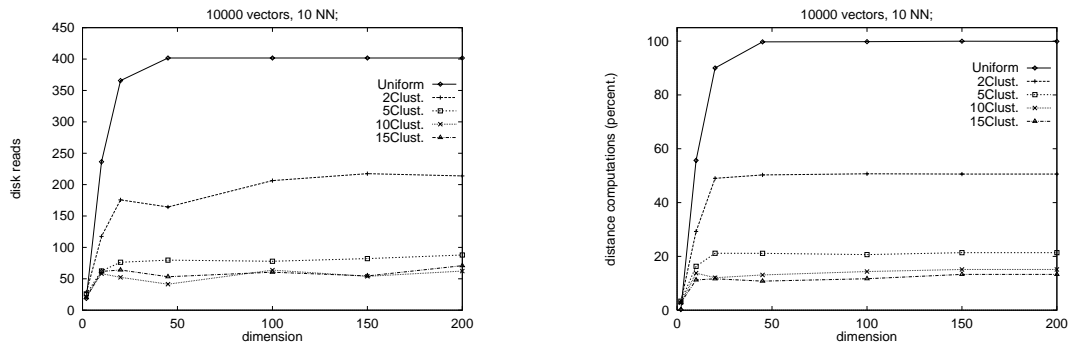 10000 vectors, 10 NN;
450
400
350
300
250
200
150
100
50
0
disk reads
Uniform
2Clust.
5Clust.
10Clust.
15Clust.
0 50 100 150 200
dimension
10000 vectors, 10 NN;
100
80
60
40
20
0
distance computations (percent.)
Uniform
2Clust.
5Clust.
10Clust.
15Clust.
0 50 100 150 200
dimension